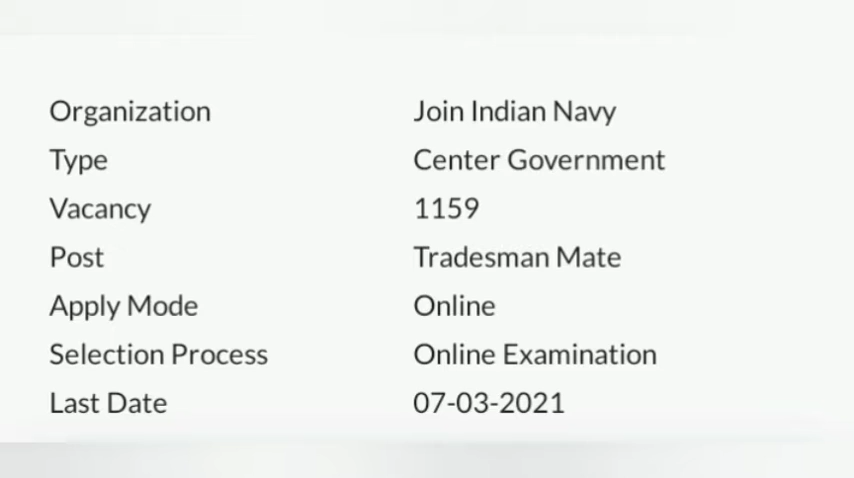 Organization Join Indian Navy
Type Center Government
Vacancy 1159
Post Tradesman Mate
Apply Mode Online
Selection Process Online Examination
Last Date 07-03-2021